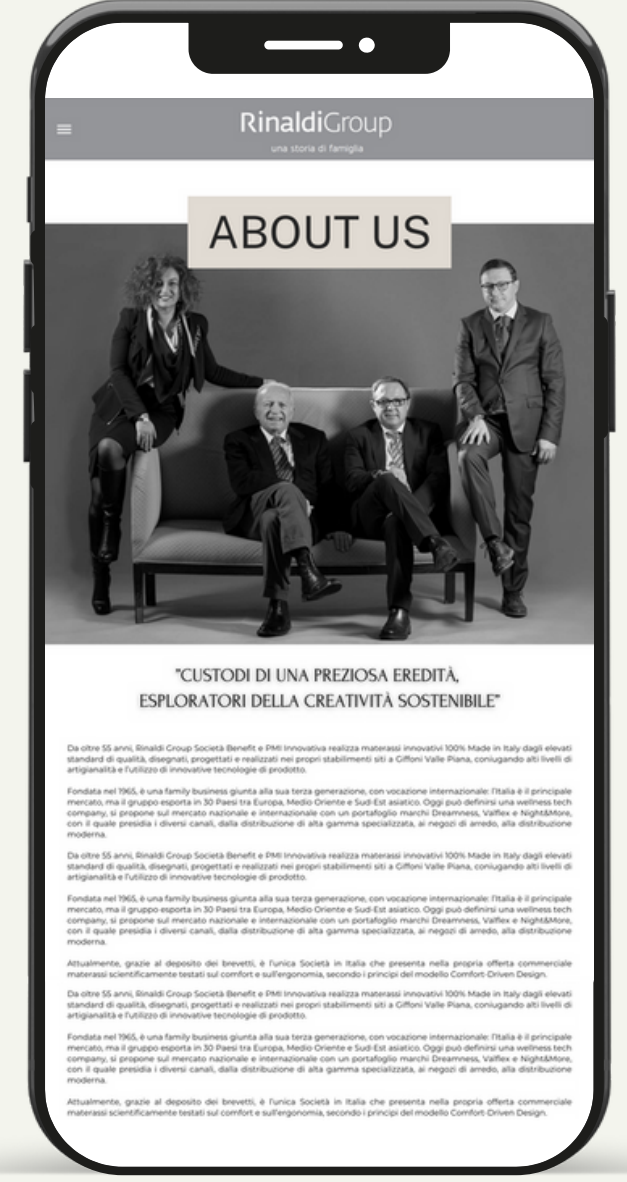 RinaldiGroup
una storia di famiglia
ABOUT US
"CUSTODI DI UNA PREZIOSA EREDITÀ,
ESPLORATORI DELLA CREATIVITÀ SOSTENIBILE"
Da oltre 55 anni, Rinaldi Group Società Benefit e PMI Innovativa realizza materassi innovativi 100% Made in Italy dagli elevati
standard di qualità, disegnati, progettati e realizzati nei propri stabilimenti siti a Giffoni Valle Piana, coniugando alti livelli di
artigianalità e l'utilizzo di innovative tecnologie di prodotto.
Fondata nel 1965, è una family business giunta alla sua terza generazione, con vocazione internazionale: l'Italia è il principale
mercato, ma il gruppo esporta in 30 Paesi tra Europa, Medio Oriente e Sud-Est asiatico. Oggi può definirsi una wellness tech
company, si propone sul mercato nazionale e internazionale con un portafoglio marchi Dreamness, Valflex e Night&More,
con il quale presidia i diversi canali, dalla distribuzione di alta gamma specializzata, ai negozi di arredo, alla distribuzione
moderna.
Da oltre 55 anni, Rinaldi Group Società Benefit e PMI Innovativa realizza materassi innovativi 100% Made in Italy dagli elevati
standard di qualità, disegnati, progettati e realizzati nei propri stabilimenti siti a Giffoni Valle Piana, coniugando alti livelli di
artigianalità e l'utilizzo di innovative tecnologie di prodotto.
Fondata nel 1965, è una family business giunta alla sua terza generazione, con vocazione internazionale: l'Italia è il principale
mercato, ma il gruppo esporta in 30 Paesi tra Europa, Medio Oriente e Sud-Est asiatico. Oggi può definirsi una wellness tech
company, si propone sul mercato nazionale e internazionale con un portafoglio marchi Dreamness, Valflex e Night&More,
con il quale presidia i diversi canali, dalla distribuzione di alta gamma specializzata, ai negozi di arredo, alla distribuzione
moderna.
Attualmente, grazie al deposito dei brevetti, è l'unica Società in Italia che presenta nella propria offerta commerciale
materassi scientificamente testati sul comfort e sull'ergonomia, secondo i principi del modello Comfort-Driven Design.
Da oltre 55 anni, Rinaldi Group Società Benefit e PMI Innovativa realizza materassi innovativi 100% Made in Italy dagli elevati
standard di qualità, disegnati, progettati e realizzati nei propri stabilimenti siti a Giffoni Valle Piana, coniugando alti livelli di
artigianalità e l'utilizzo di innovative tecnologie di prodotto.
Fondata nel 1965, è una family business giunta alla sua terza generazione, con vocazione internazionale: l'Italia è il principale
mercato, ma il gruppo esporta in 30 Paesi tra Europa, Medio Oriente e Sud-Est asiatico. Oggi può definirsi una wellness tech
company, si propone sul mercato nazionale e internazionale con un portafoglio marchi Dreamness, Valflex e Night&More,
con il quale presidia i diversi canali, dalla distribuzione di alta gamma specializzata, ai negozi di arredo, alla distribuzione
moderna.
Attualmente, grazie al deposito dei brevetti, è l'unica Società in Italia che presenta nella propria offerta commerciale
materassi scientificamente testati sul comfort e sull'ergonomia, secondo i principi del modello Comfort-Driven Design.